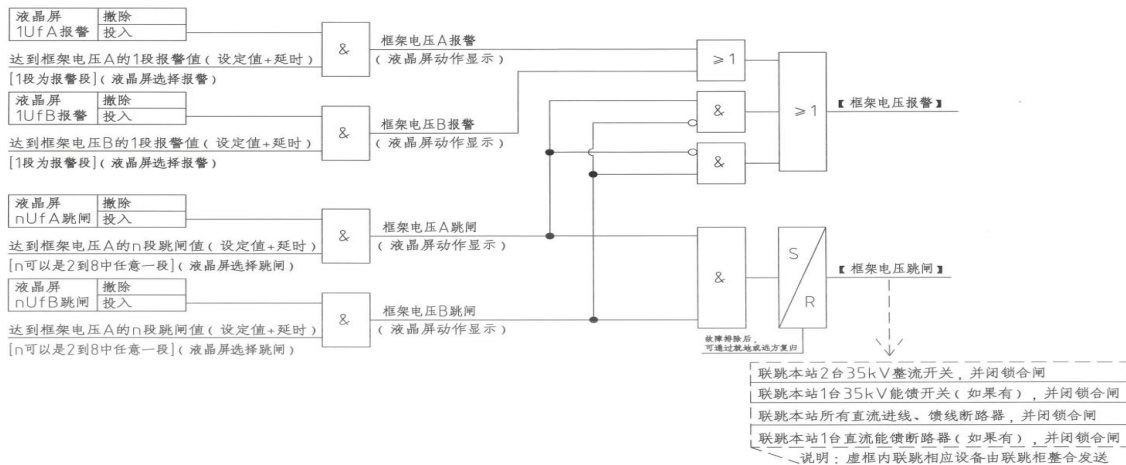 液晶屏 撤除
1UfA报警 投入
达到框架电压A的1段报警值(设定值+延时)
[1段为报警段](液晶屏选择报警)
&
框架电压A报警
(液晶屏动作显示)
液晶屏 撤除
1UfB报警 投入
达到框架电压B的1段报警值(设定值+延时)
[1段为报警段](液晶屏选择报警)
&
框架电压B报警
(液晶屏动作显示)
≥1
&
&
≥1
【框架电压报警】
液晶屏 撤除
nUfA跳闸 投入
达到框架电压A的n段跳闸值(设定值+延时)
[n可以是2到8中任意一段](液晶屏选择跳闸)
&
框架电压A跳闸
(液晶屏动作显示)
液晶屏 撤除
nUfB跳闸 投入
达到框架电压A的n段跳闸值(设定值+延时)
[n可以是2到8中任意一段](液晶屏选择跳闸)
&
框架电压B跳闸
(液晶屏动作显示)
&
S
R
【框架电压跳闸】
故障排除后,
可通过就地或远方复归
联跳本站2台35kV整流开关,并闭锁合闸
联跳本站1台35kV能馈开关(如果有),并闭锁合闸
联跳本站所有直流进线、馈线断路器,并闭锁合闸
联跳本站1台直流能馈断路器(如果有),并闭锁合闸
说明:虚框内联跳相应设备由联跳柜整合发送